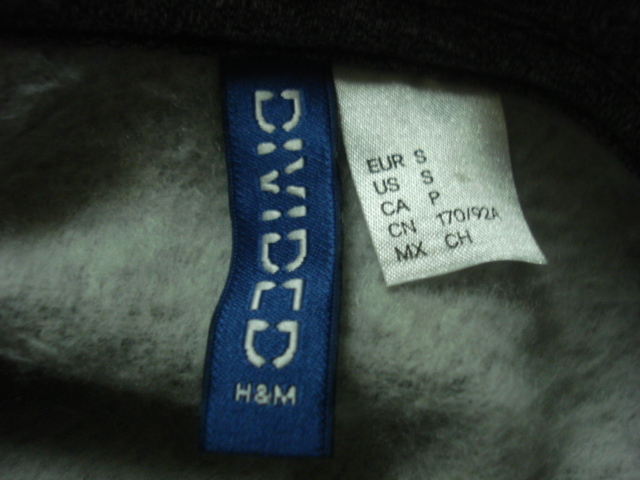 DIVIDED
H&M
EUR S
US S
CA P
CN 170/92A
MX CH